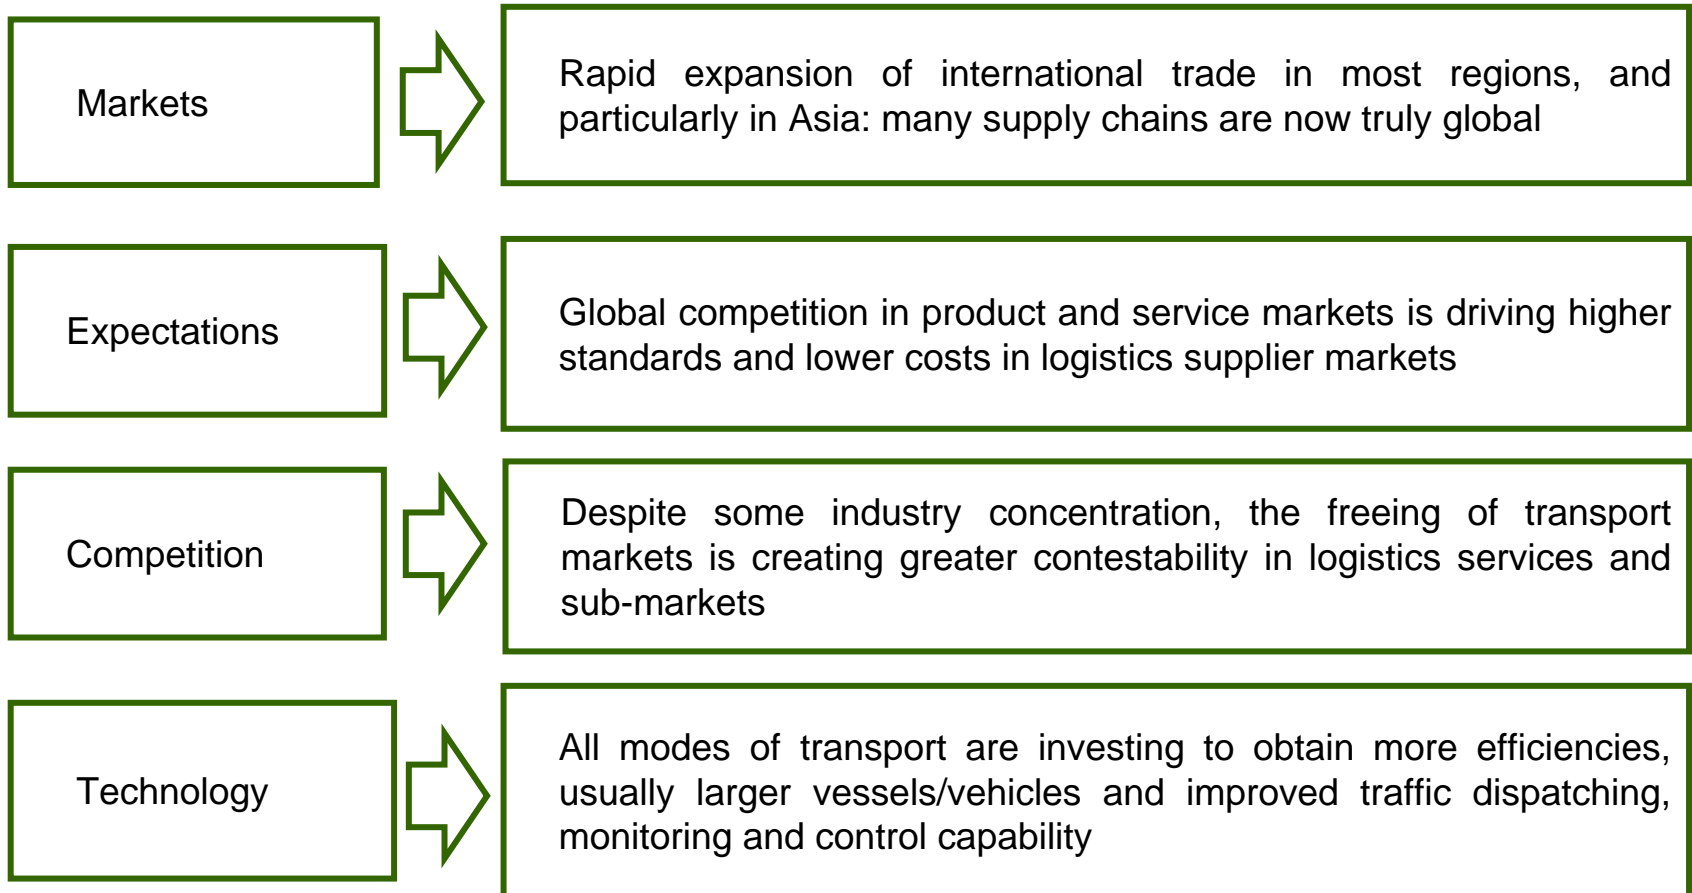 Markets
Rapid expansion of international trade in most regions, and
particularly in Asia: many supply chains are now truly global
Expectations
Global competition in product and service markets is driving higher
standards and lower costs in logistics supplier markets
Competition
Despite some industry concentration, the freeing of transport
markets is creating greater contestability in logistics services and
sub-markets
Technology
All modes of transport are investing to obtain more efficiencies,
usually larger vessels/vehicles and improved traffic dispatching,
monitoring and control capability